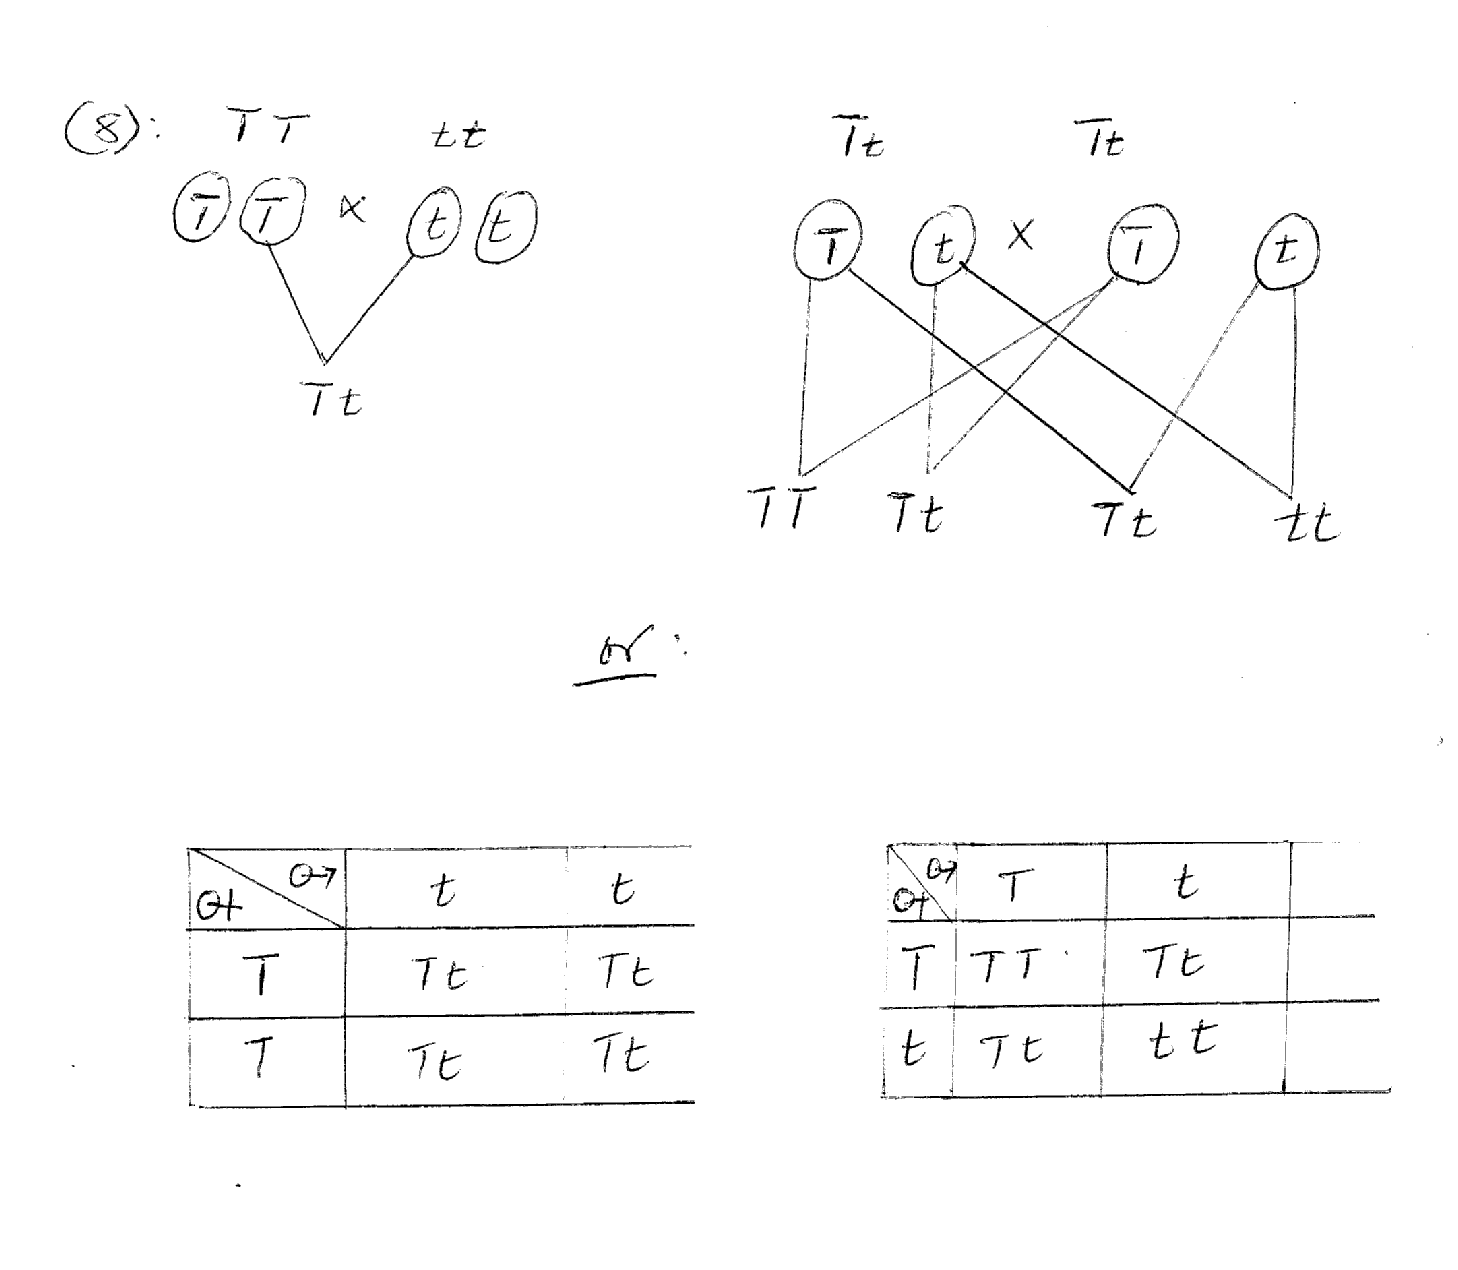 (8): TT tt Tt Tt
T T × t t T t × T t
Tt
TT Tt Tt tt
or:
♂ t t ♂ T t
♀ ♀
T Tt Tt T TT Tt
T Tt Tt t Tt tt